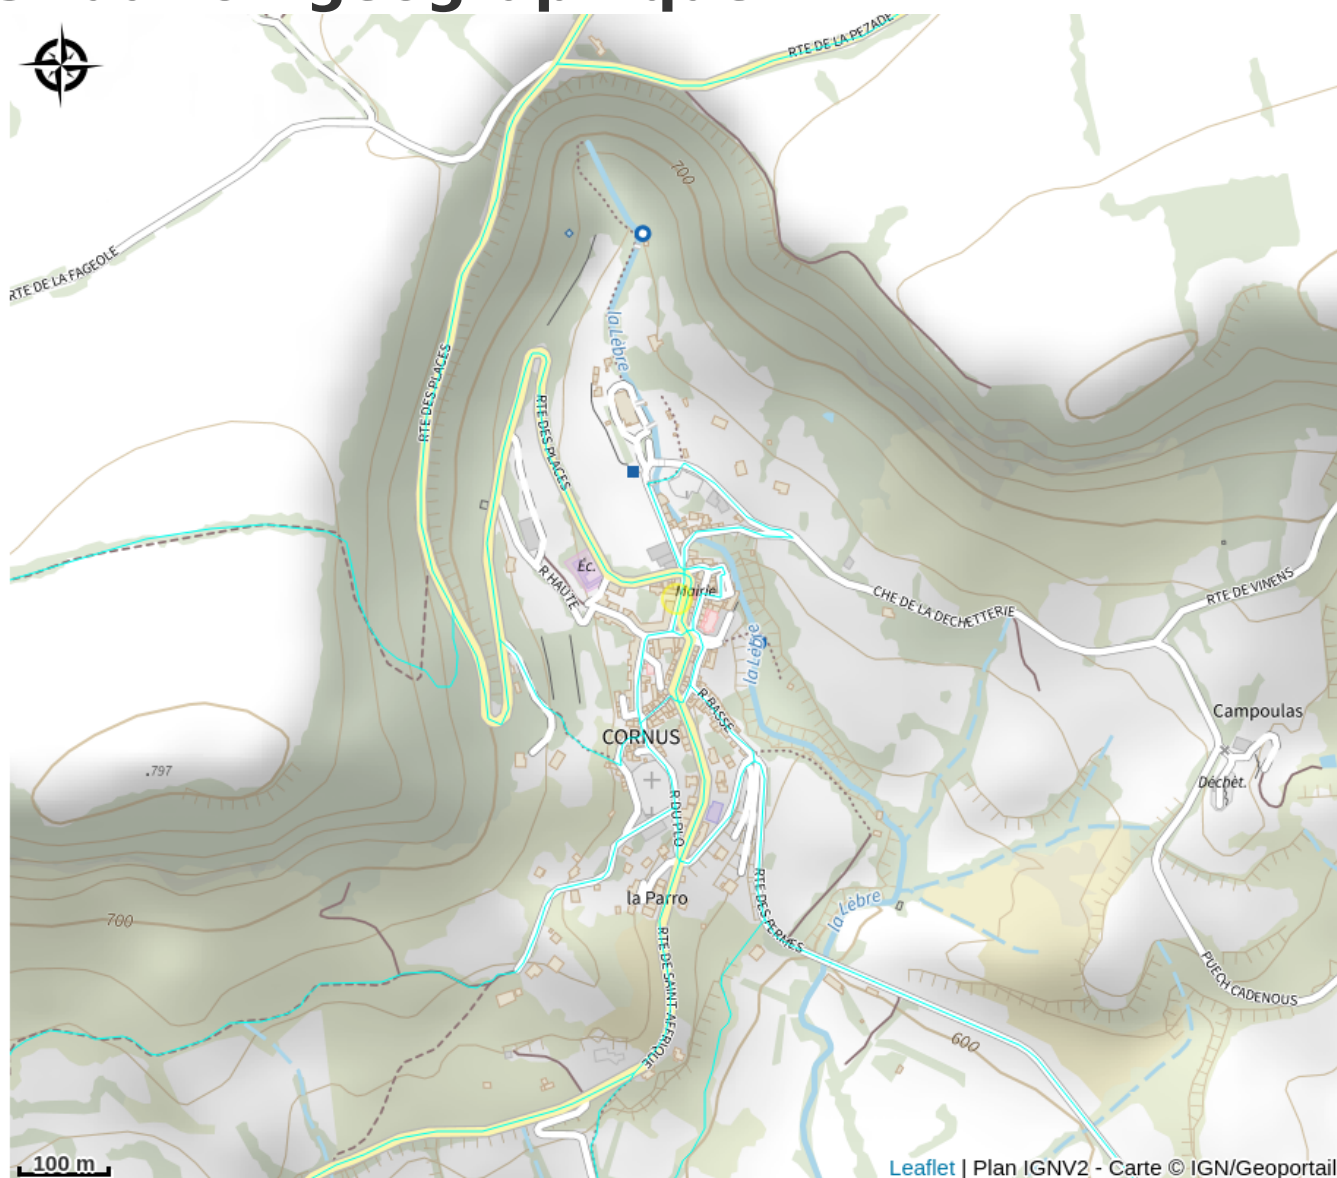 RTE DE LA PEZADE
700
RTE DE LA FAGEOLE
la Lèbre
RTE DES PLACES
RTE DES PLACES
Éc.
R HAUTE
Mairie
CHE DE LA DECHETTERIE
RTE DE VINENS
la Lèbre
R BASSE
CORNUS
Campoulas
.797
Déchèt.
R DU PLO
la Parro
RTE DES FERMES
la Lèbre
700
RTE DE SAINT-AFFRIQUE
PUECH CADENOUS
600
100 m
Leaflet | Plan IGNV2 - Carte © IGN/Geoportail